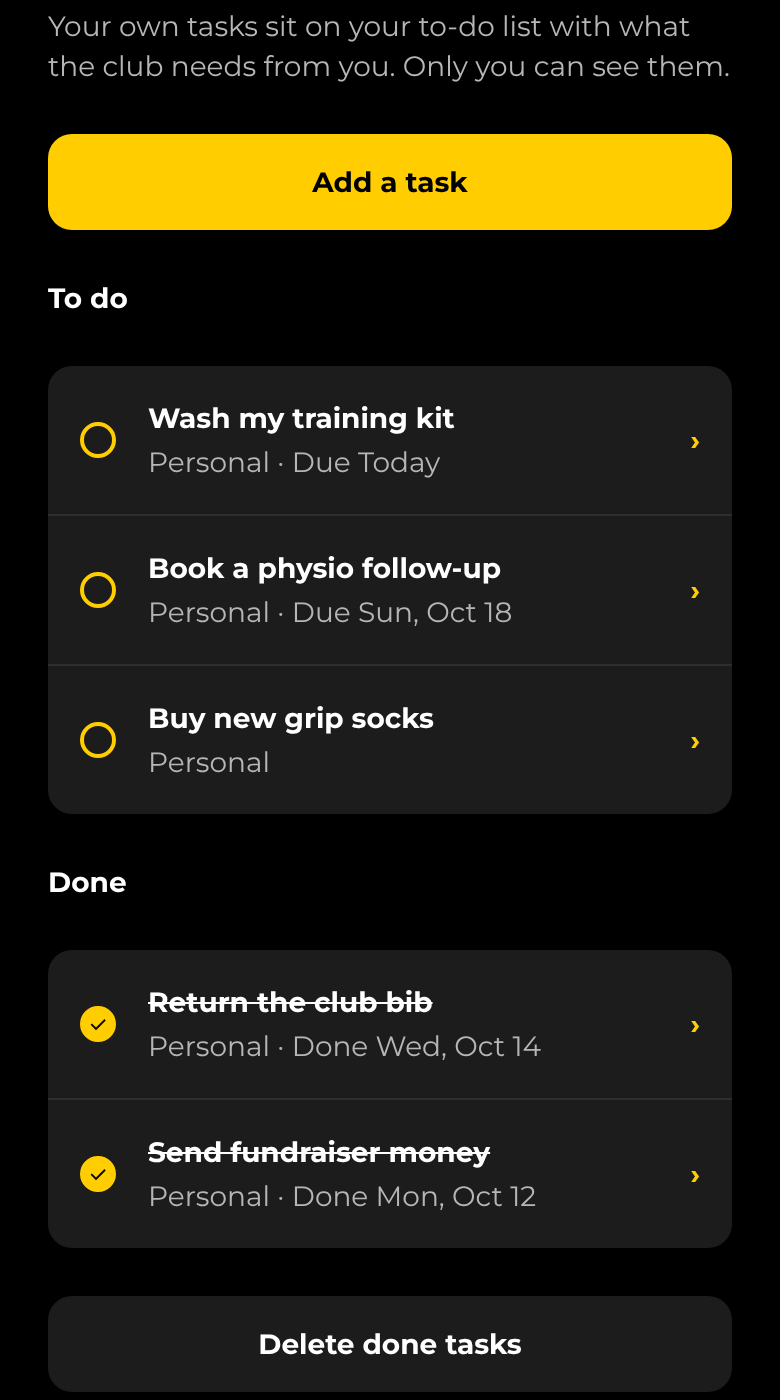 Your own tasks sit on your to-do list with what
the club needs from you. Only you can see them.
Add a task
To do
Wash my training kit
Personal · Due Today
›
Book a physio follow-up
Personal · Due Sun, Oct 18
›
Buy new grip socks
Personal
›
Done
Return the club bib
Personal · Done Wed, Oct 14
›
Send fundraiser money
Personal · Done Mon, Oct 12
›
Delete done tasks